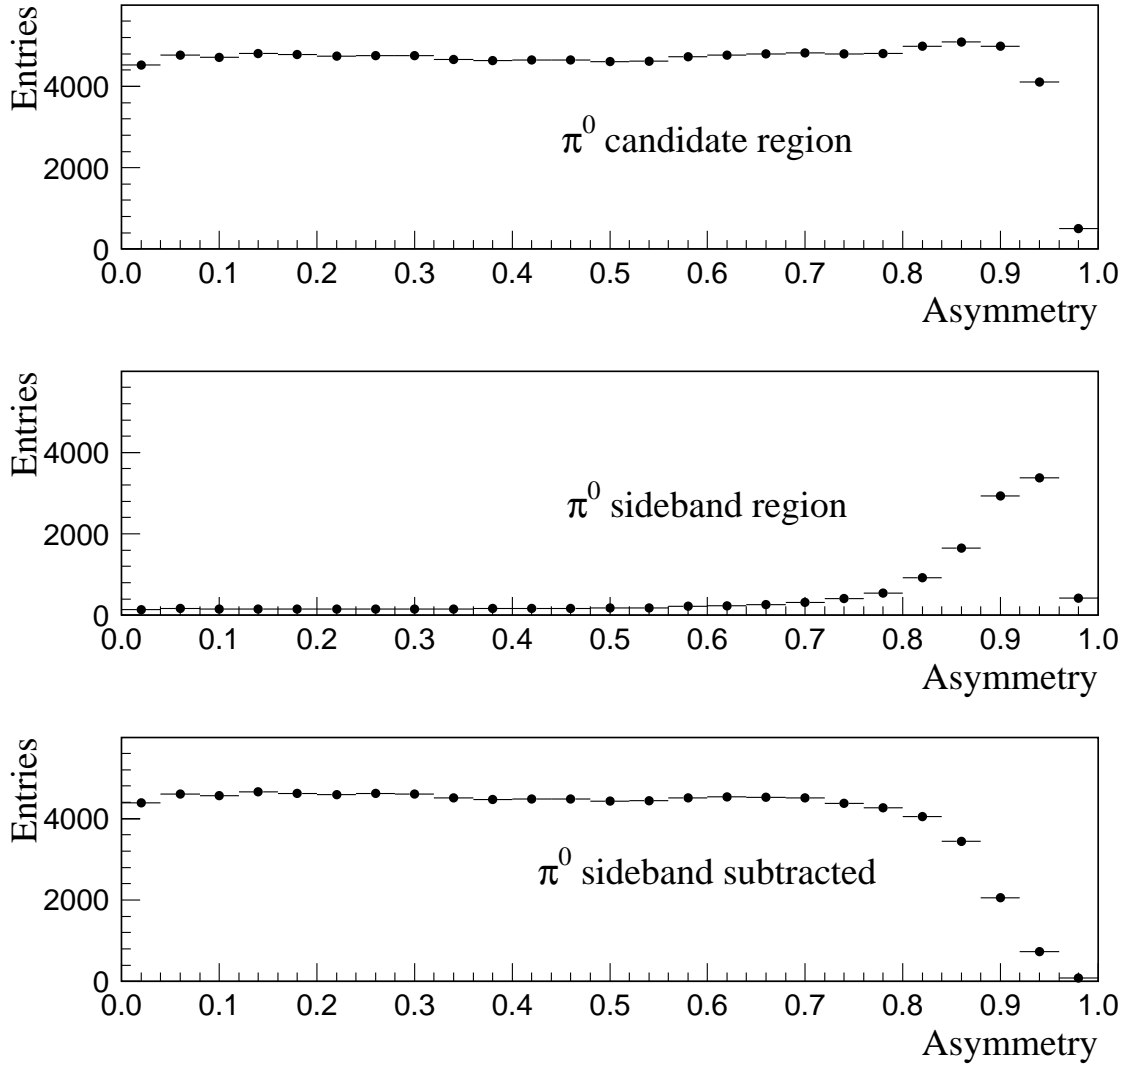 Entries
4000
2000
0
π⁰ candidate region
0.0 0.1 0.2 0.3 0.4 0.5 0.6 0.7 0.8 0.9 1.0
Asymmetry
Entries
4000
2000
0
π⁰ sideband region
0.0 0.1 0.2 0.3 0.4 0.5 0.6 0.7 0.8 0.9 1.0
Asymmetry
Entries
4000
2000
0
π⁰ sideband subtracted
0.0 0.1 0.2 0.3 0.4 0.5 0.6 0.7 0.8 0.9 1.0
Asymmetry